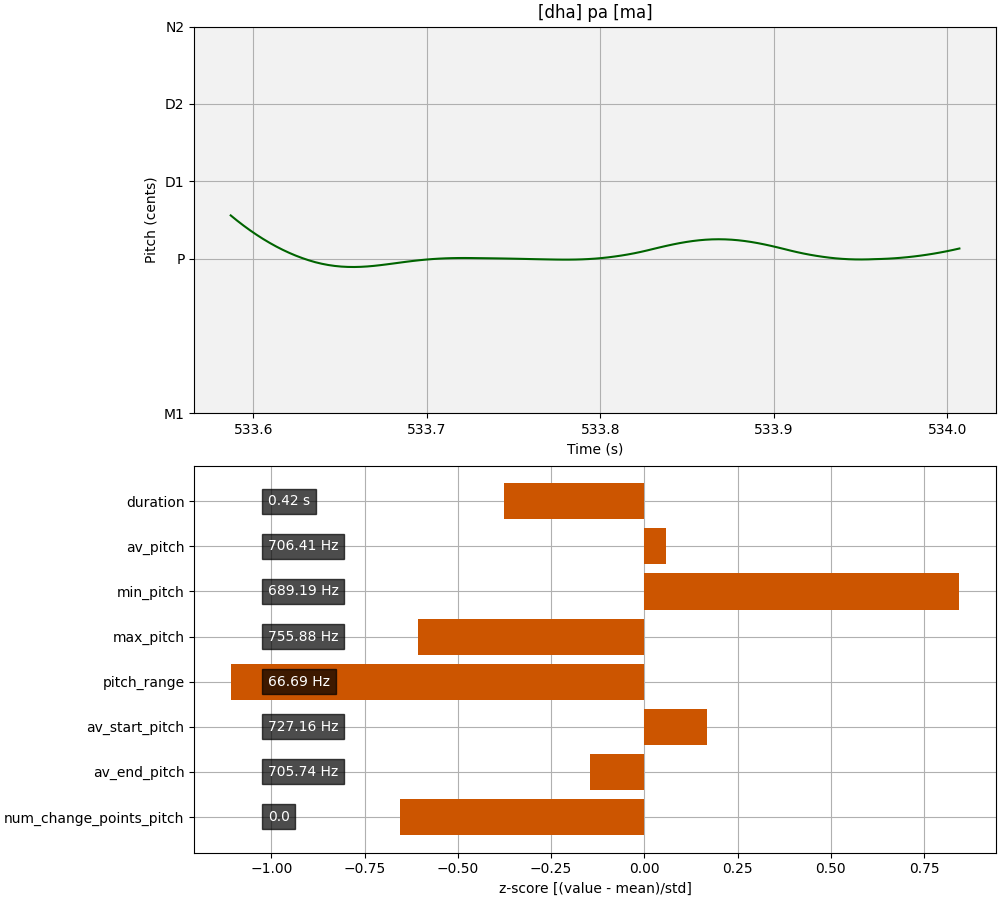 [dha] pa [ma]
N2
D2
D1
P
M1
Pitch (cents)
533.6 533.7 533.8 533.9 534.0
Time (s)
duration 0.42 s
av_pitch 706.41 Hz
min_pitch 689.19 Hz
max_pitch 755.88 Hz
pitch_range 66.69 Hz
av_start_pitch 727.16 Hz
av_end_pitch 705.74 Hz
num_change_points_pitch 0.0
−1.00 −0.75 −0.50 −0.25 0.00 0.25 0.50 0.75
z-score [(value - mean)/std]